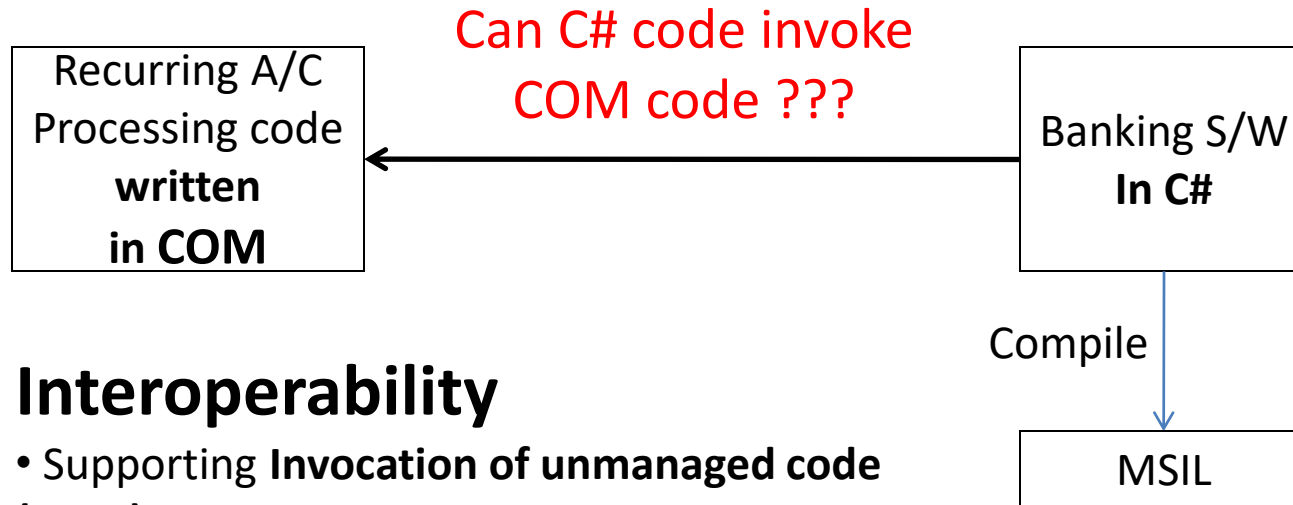 Can C# code invoke
COM code ???
Recurring A/C
Processing code
written
in COM
Banking S/W
In C#
Compile
Interoperability
• Supporting Invocation of unmanaged code
MSIL